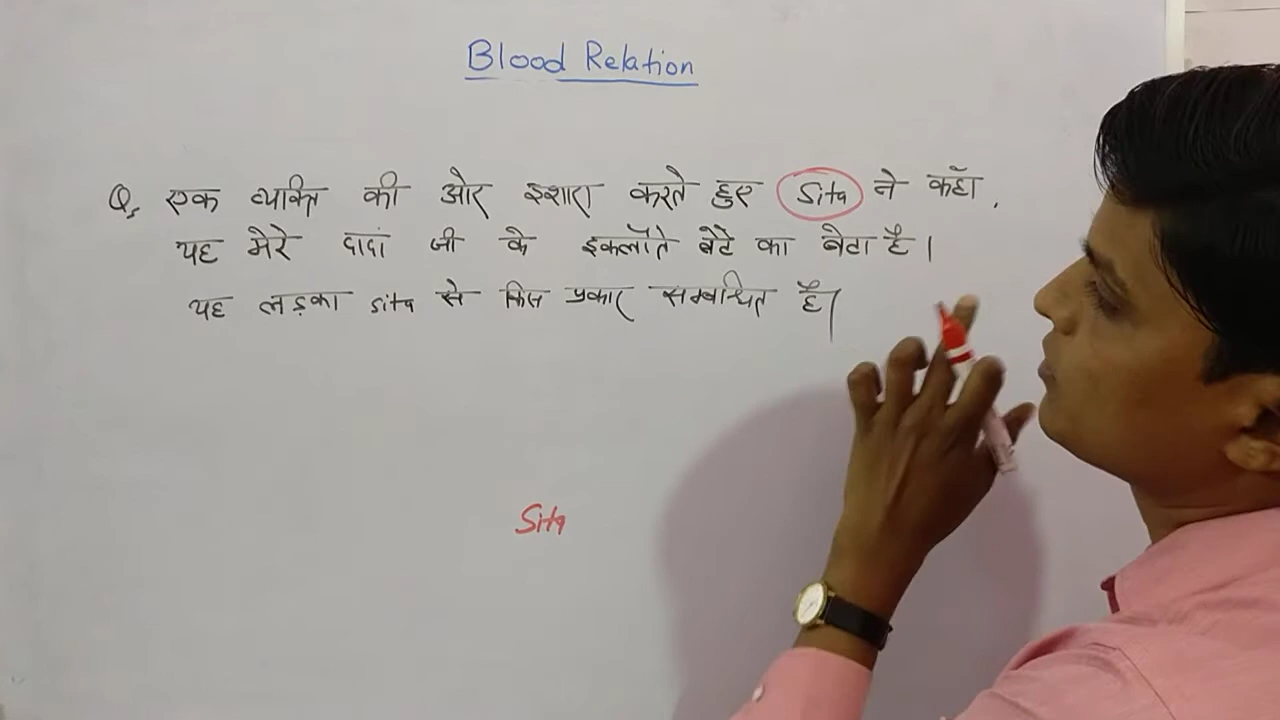 Blood Relation
Q. एक व्यक्ति की ओर इशारा करते हुए Sita ने कहाँ,
यह मेरे दादा जी के इकलौते बेटे का बेटा है।
यह लड़का sita से किस प्रकार सम्बन्धित है।
Sita